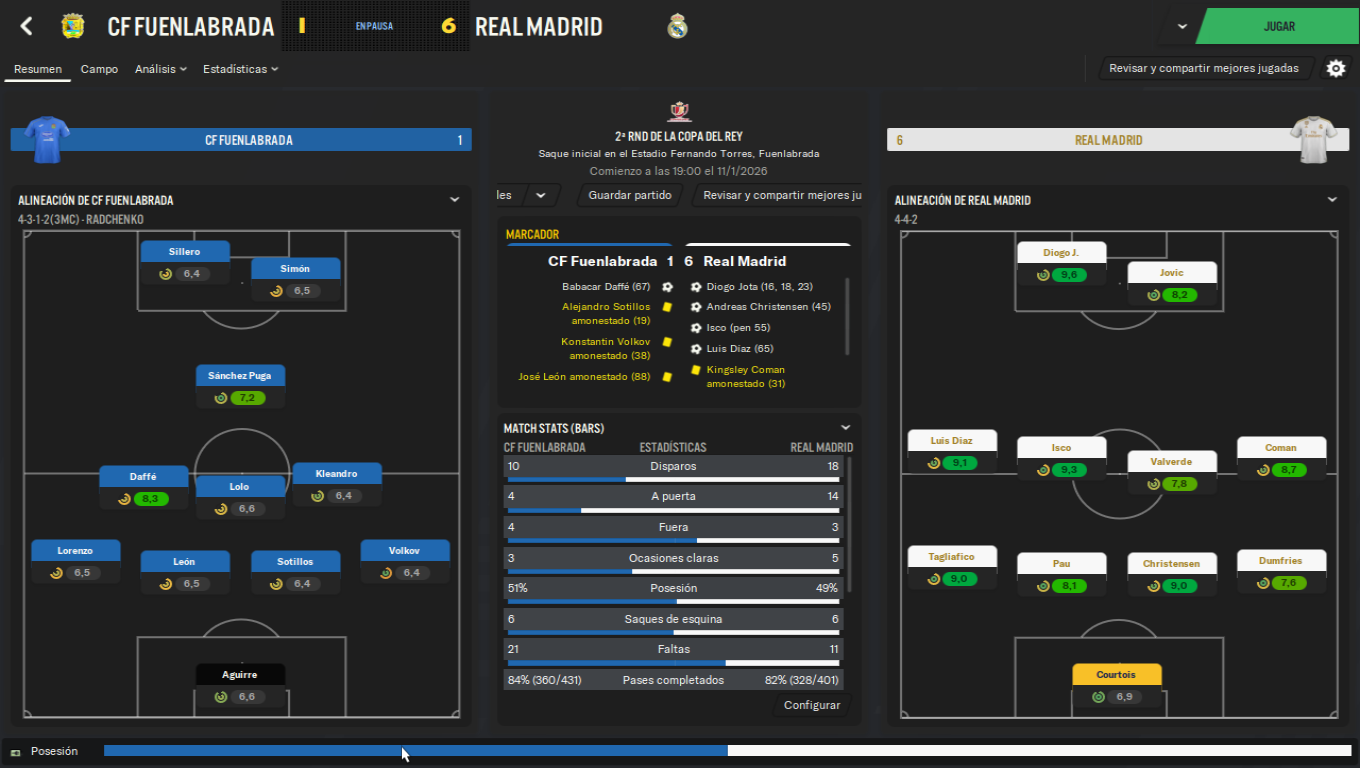 CF FUENLABRADA 1 EN PAUSA 6 REAL MADRID
JUGAR
Resumen Campo Análisis Estadísticas
Revisar y compartir mejores jugadas
CF FUENLABRADA 1
ALINEACIÓN DE CF FUENLABRADA
4-3-1-2(3MC) - RADCHENKO
Sillero
6,4
Simón
6,5
Sánchez Puga
7,2
Daffé
8,3
Lolo
6,6
Kleandro
6,4
Lorenzo
6,5
León
6,5
Sotillos
6,4
Volkov
6,4
Aguirre
6,6
2ª RND DE LA COPA DEL REY
Saque inicial en el Estadio Fernando Torres, Fuenlabrada
Comienzo a las 19:00 el 11/1/2026
les
Guardar partido
Revisar y compartir mejores ju
MARCADOR
CF Fuenlabrada 1 6 Real Madrid
Babacar Daffé (67)
Alejandro Sotillos
amonestado (19)
Konstantin Volkov
amonestado (38)
José León amonestado (88)
Diogo Jota (16, 18, 23)
Andreas Christensen (45)
Isco (pen 55)
Luis Díaz (65)
Kingsley Coman
amonestado (31)
MATCH STATS (BARS)
CF FUENLABRADA ESTADÍSTICAS REAL MADRID
10 Disparos 18
4 A puerta 14
4 Fuera 3
3 Ocasiones claras 5
51% Posesión 49%
6 Saques de esquina 6
21 Faltas 11
84% (360/431) Pases completados 82% (328/401)
Configurar
6 REAL MADRID
ALINEACIÓN DE REAL MADRID
4-4-2
Diogo J.
9,6
Jovic
8,2
Luis Díaz
9,1
Isco
9,3
Valverde
7,8
Coman
8,7
Tagliafico
9,0
Pau
8,1
Christensen
9,0
Dumfries
7,6
Courtois
6,9
Posesión